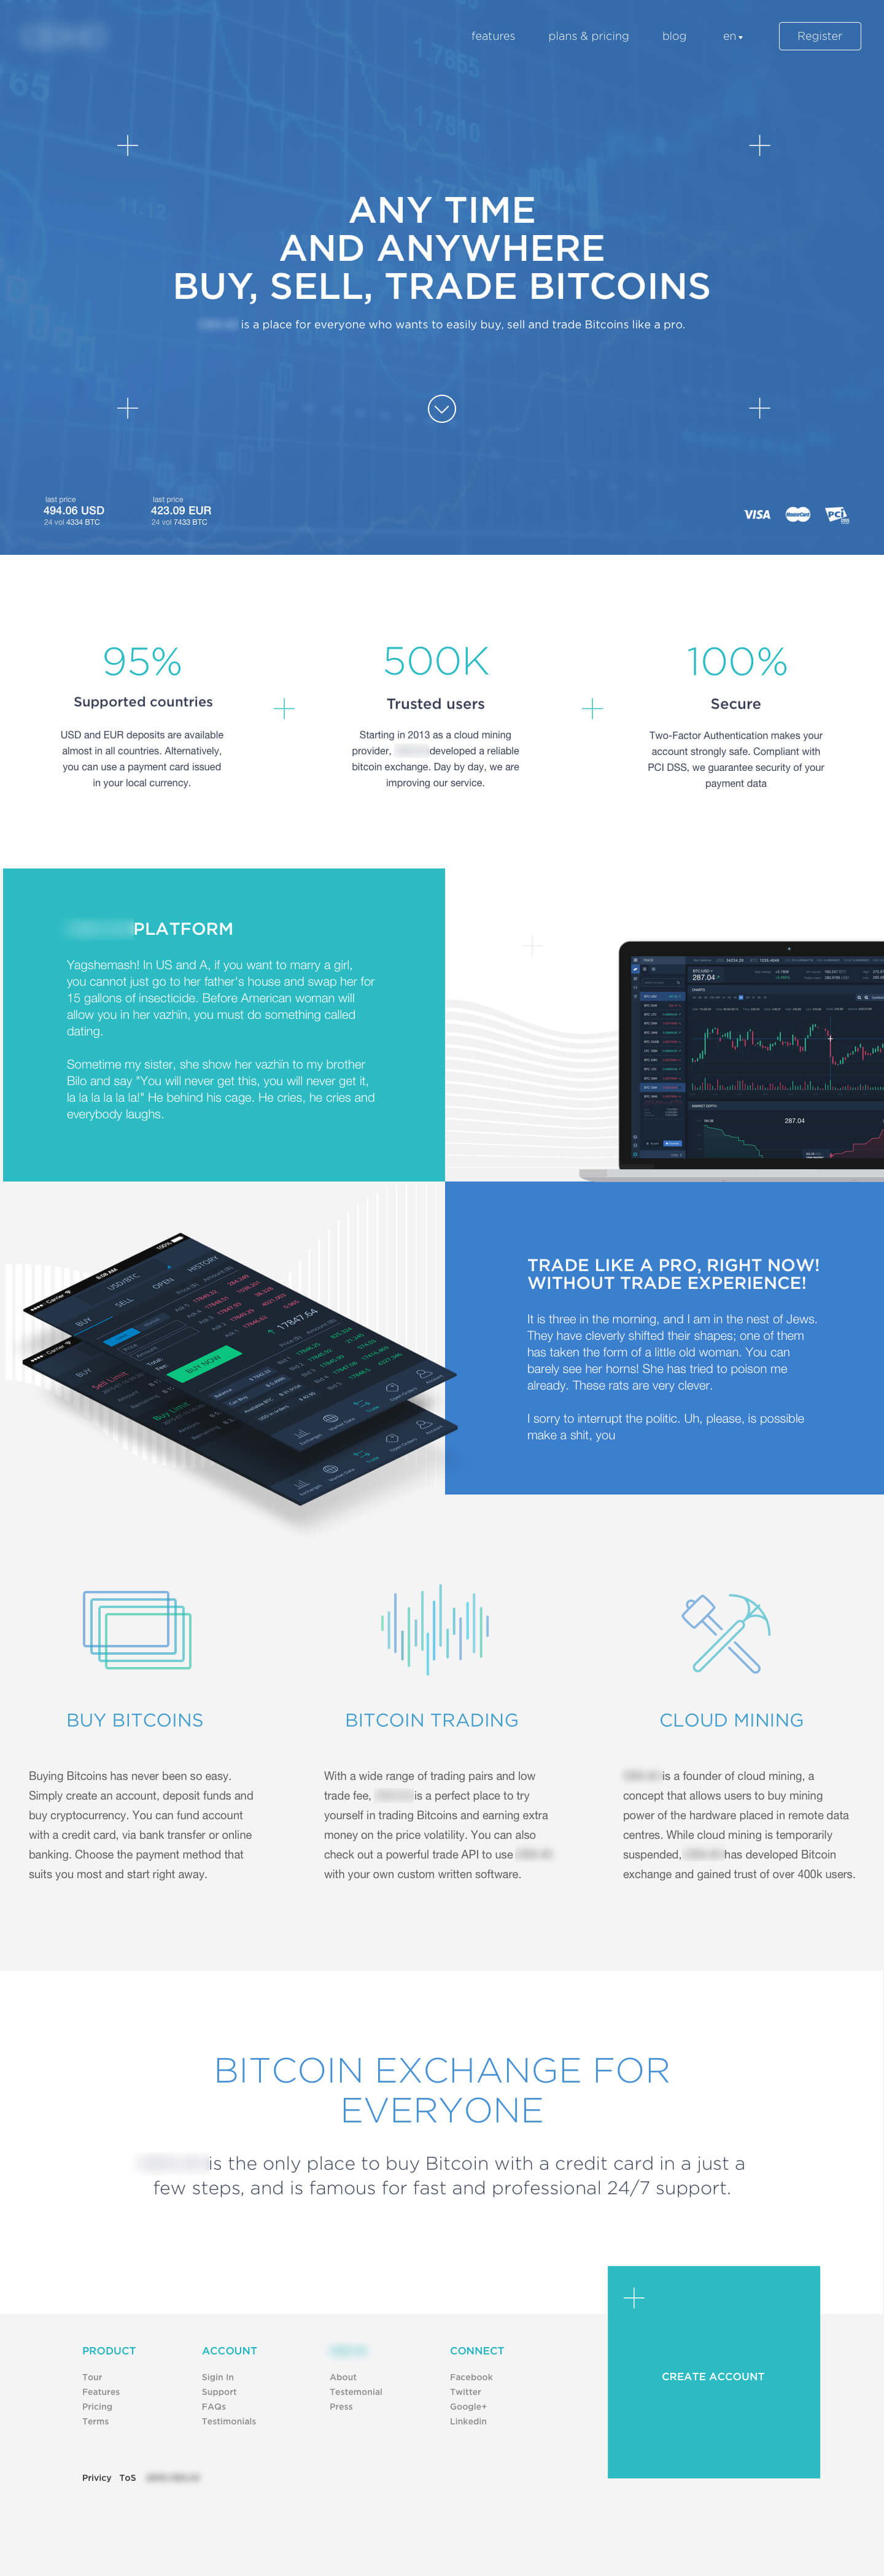 features plans & pricing blog en Register
ANY TIME
AND ANYWHERE
BUY, SELL, TRADE BITCOINS
is a place for everyone who wants to easily buy, sell and trade Bitcoins like a pro.
last price
494.06 USD
24 vol 4334 BTC
last price
423.09 EUR
24 vol 7433 BTC
VISA MasterCard PCI
95%
Supported countries
USD and EUR deposits are available
almost in all countries. Alternatively,
you can use a payment card issued
in your local currency.
500K
Trusted users
Starting in 2013 as a cloud mining
provider, developed a reliable
bitcoin exchange. Day by day, we are
improving our service.
100%
Secure
Two-Factor Authentication makes your
account strongly safe. Compliant with
PCI DSS, we guarantee security of your
payment data
PLATFORM
Yagshemash! In US and A, if you want to marry a girl,
you cannot just go to her father's house and swap her for
15 gallons of insecticide. Before American woman will
allow you in her vazhïn, you must do something called
dating.
Sometime my sister, she show her vazhïn to my brother
Bilo and say "You will never get this, you will never get it,
la la la la la la!" He behind his cage. He cries, he cries and
everybody laughs.
287.04
CHARTS
MARKET DEPTH
287.04
Carrier 8:08 AM 100%
USD/BTC
BUY SELL OPEN HISTORY
17847.64
BUY NOW
Carrier
BUY
Sell Limit
Buy Limit
TRADE LIKE A PRO, RIGHT NOW!
WITHOUT TRADE EXPERIENCE!
It is three in the morning, and I am in the nest of Jews.
They have cleverly shifted their shapes; one of them
has taken the form of a little old woman. You can
barely see her horns! She has tried to poison me
already. These rats are very clever.
I sorry to interrupt the politic. Uh, please, is possible
make a shit, you
BUY BITCOINS
Buying Bitcoins has never been so easy.
Simply create an account, deposit funds and
buy cryptocurrency. You can fund account
with a credit card, via bank transfer or online
banking. Choose the payment method that
suits you most and start right away.
BITCOIN TRADING
With a wide range of trading pairs and low
trade fee, is a perfect place to try
yourself in trading Bitcoins and earning extra
money on the price volatility. You can also
check out a powerful trade API to use
with your own custom written software.
CLOUD MINING
is a founder of cloud mining, a
concept that allows users to buy mining
power of the hardware placed in remote data
centres. While cloud mining is temporarily
suspended, has developed Bitcoin
exchange and gained trust of over 400k users.
BITCOIN EXCHANGE FOR
EVERYONE
is the only place to buy Bitcoin with a credit card in a just a
few steps, and is famous for fast and professional 24/7 support.
PRODUCT
Tour
Features
Pricing
Terms
ACCOUNT
Sigin In
Support
FAQs
Testimonials
About
Testemonial
Press
CONNECT
Facebook
Twitter
Google+
Linkedin
CREATE ACCOUNT
Privicy ToS